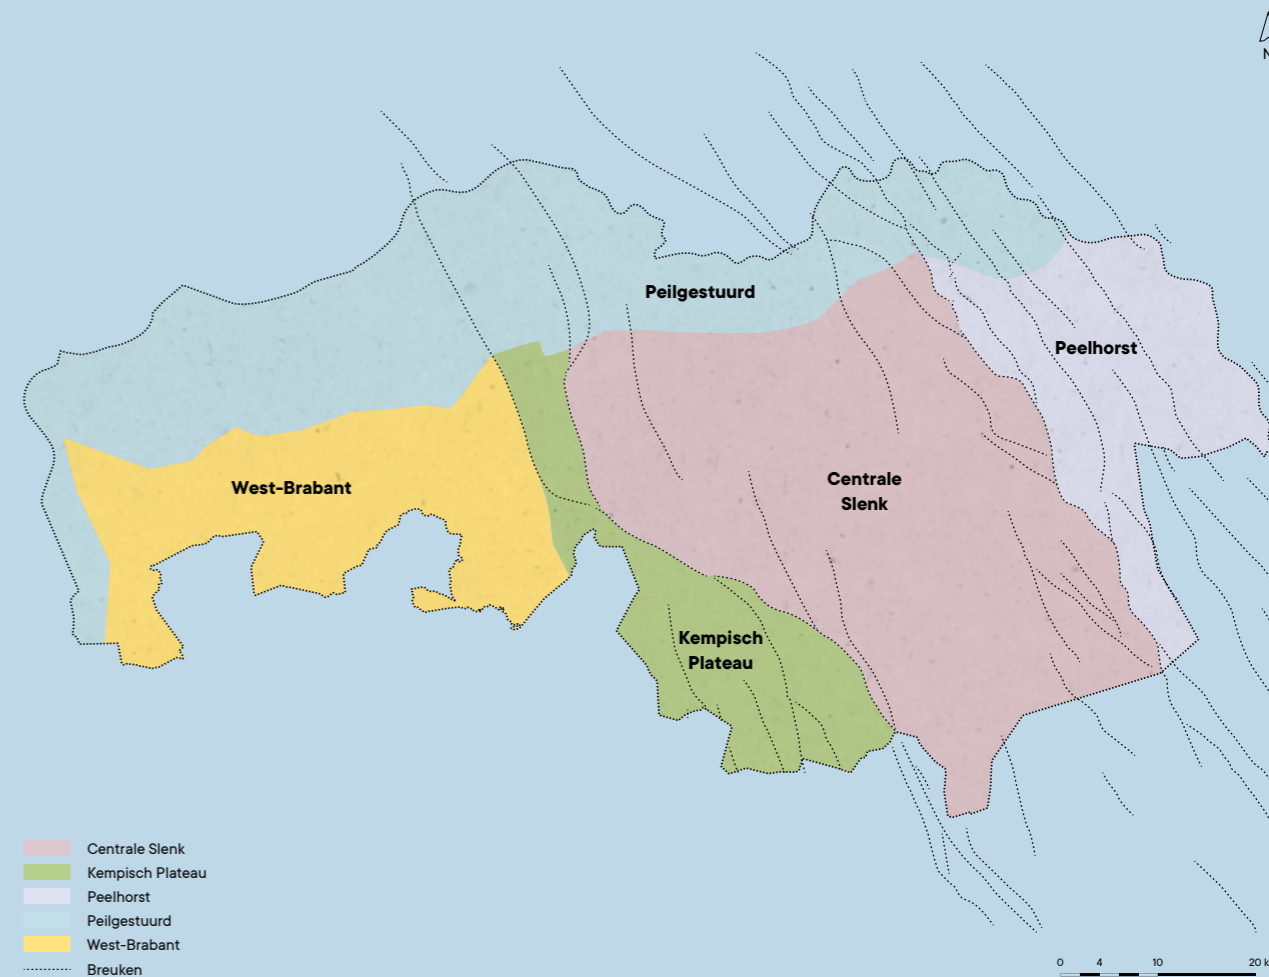 N
Peilgestuurd
Peelhorst
West-Brabant
Centrale
Slenk
Kempisch
Plateau
Centrale Slenk
Kempisch Plateau
Peelhorst
Peilgestuurd
West-Brabant
Breuken
0 4 10 20 k